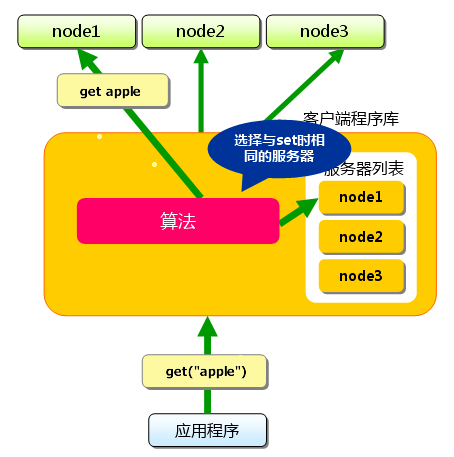 node1
node2
node3
get apple
客户端程序库
选择与set时相
同的服务器
服务器列表
算法
node1
node2
node3
get("apple")
应用程序